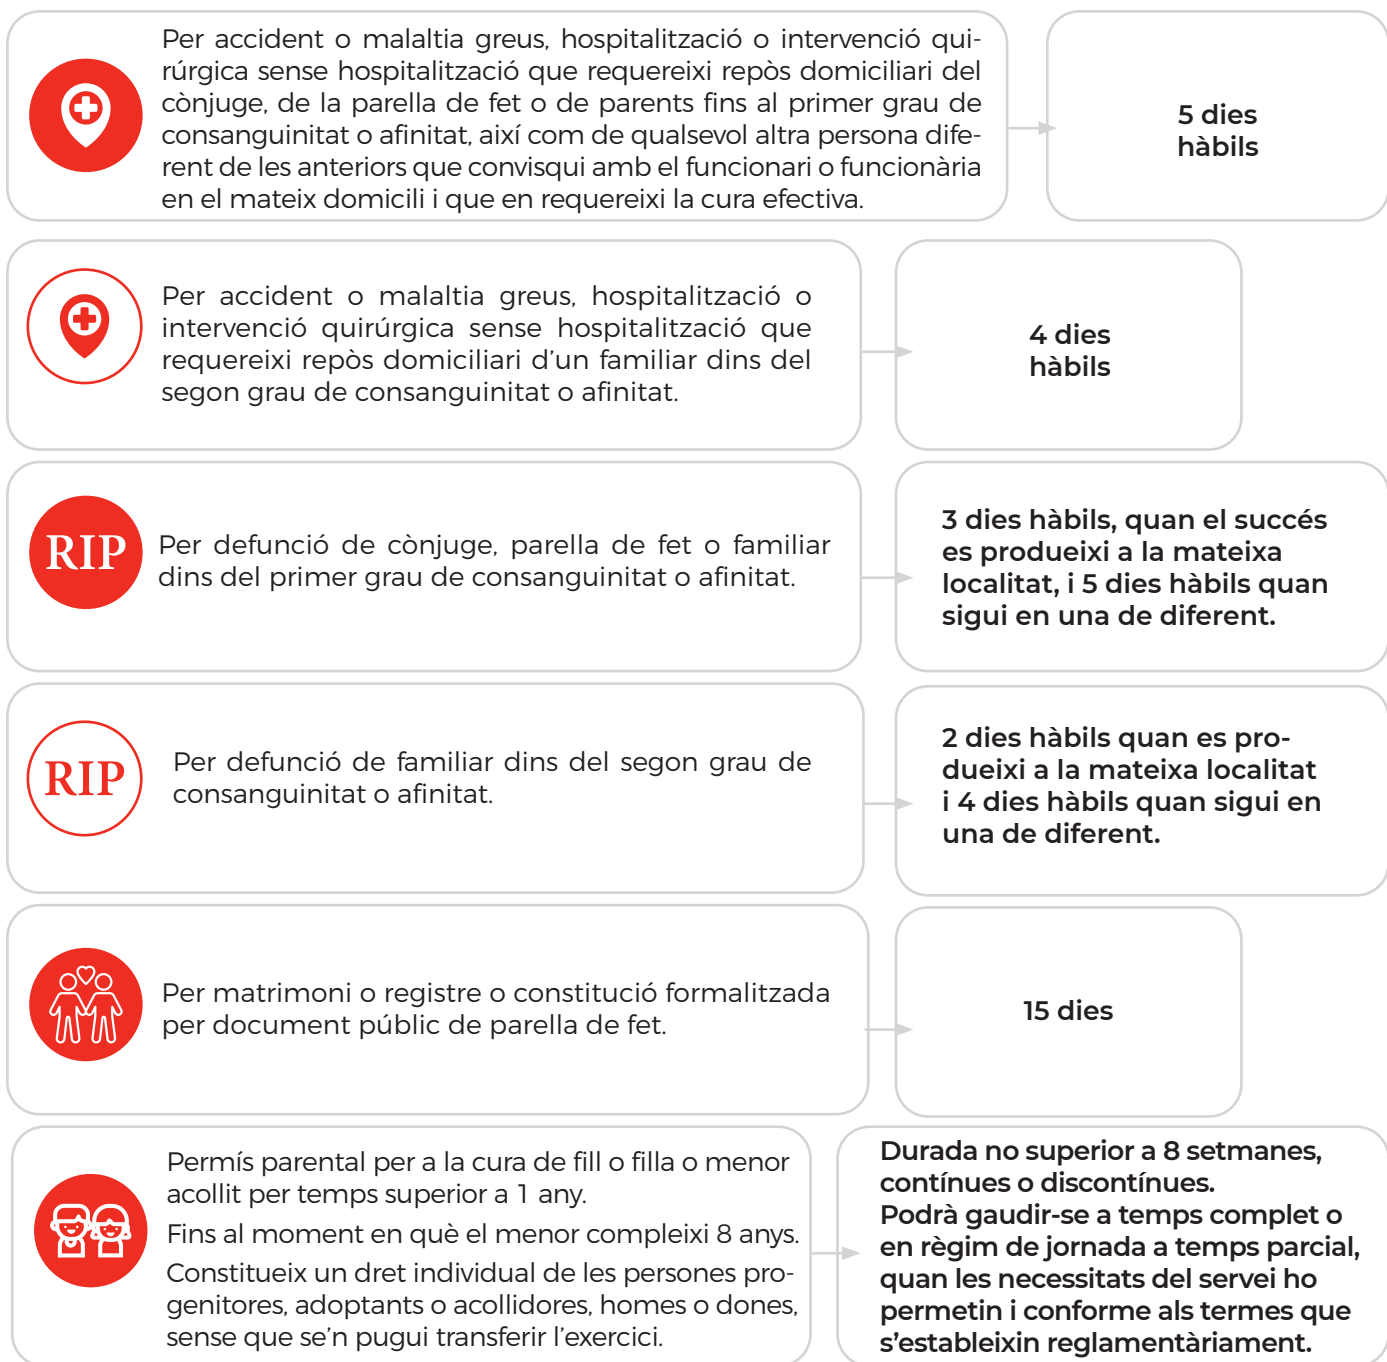 Per accident o malaltia greus, hospitalització o intervenció qui-
rúrgica sense hospitalització que requereixi repòs domiciliari del
cònjuge, de la parella de fet o de parents fins al primer grau de
consanguinitat o afinitat, així com de qualsevol altra persona dife-
rent de les anteriors que convisqui amb el funcionari o funcionària
en el mateix domicili i que en requereixi la cura efectiva.
5 dies
hàbils
Per accident o malaltia greus, hospitalització o
intervenció quirúrgica sense hospitalització que
requereixi repòs domiciliari d'un familiar dins del
segon grau de consanguinitat o afinitat.
4 dies
hàbils
RIP
Per defunció de cònjuge, parella de fet o familiar
dins del primer grau de consanguinitat o afinitat.
3 dies hàbils, quan el succés
es produeixi a la mateixa
localitat, i 5 dies hàbils quan
sigui en una de diferent.
RIP
Per defunció de familiar dins del segon grau de
consanguinitat o afinitat.
2 dies hàbils quan es pro-
dueixi a la mateixa localitat
i 4 dies hàbils quan sigui en
una de diferent.
Per matrimoni o registre o constitució formalitzada
per document públic de parella de fet.
15 dies
Permís parental per a la cura de fill o filla o menor
acollit per temps superior a 1 any.
Fins al moment en què el menor compleixi 8 anys.
Constitueix un dret individual de les persones pro-
genitores, adoptants o acollidores, homes o dones,
sense que se'n pugui transferir l'exercici.
Durada no superior a 8 setmanes,
contínues o discontínues.
Podrà gaudir-se a temps complet o
en règim de jornada a temps parcial,
quan les necessitats del servei ho
permetin i conforme als termes que
s'estableixin reglamentàriament.